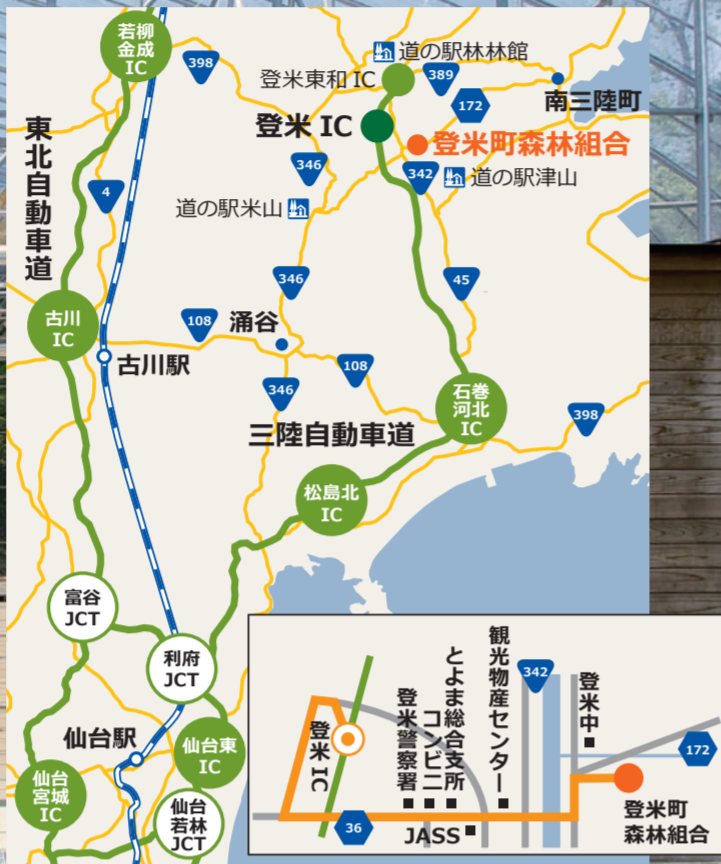 若柳
金成
IC
398
道の駅林林館
登米東和 IC
389
172
南三陸町
登米 IC
登米町森林組合
東北自動車道
4
346
342
道の駅津山
道の駅米山
346
45
古川
IC
108
涌谷
古川駅
108
346
石巻
河北
IC
398
三陸自動車道
松島北
IC
富谷
JCT
利府
JCT
仙台駅
仙台東
IC
仙台
宮城
IC
仙台
若林
JCT
登米 IC
登米警察署
コンビニ
とよま総合支所
観光物産センター
342
登米中
172
36
JASS
登米町
森林組合